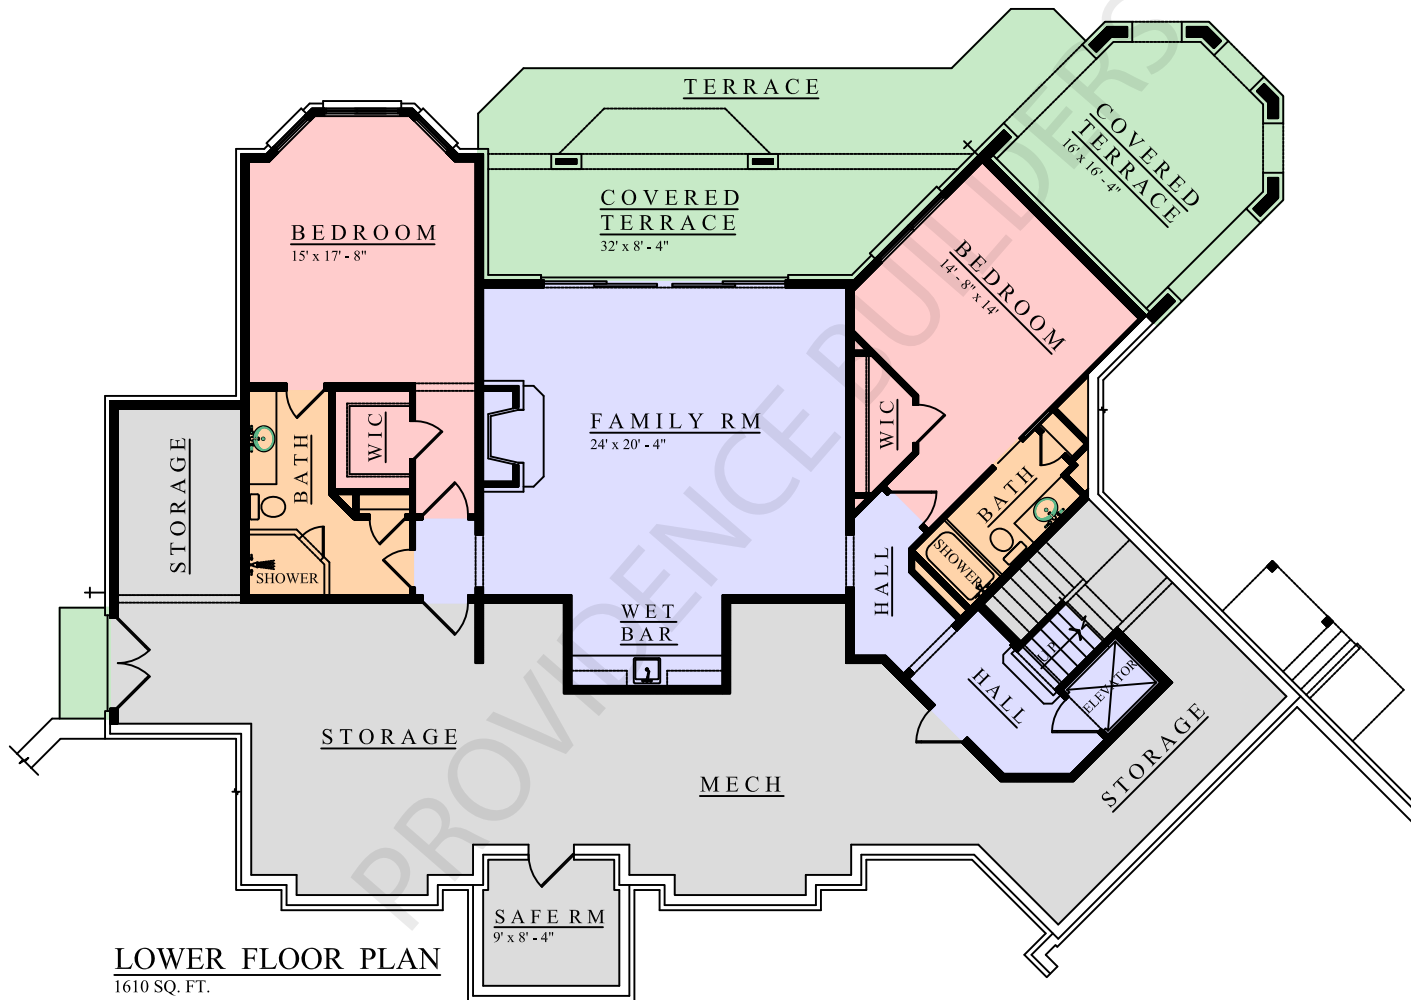 TERRACE
COVERED
TERRACE
16' x 16' - 4"
COVERED
TERRACE
32' x 8' - 4"
BEDROOM
15' x 17' - 8"
BEDROOM
14' - 8" x 14'
FAMILY RM
24' x 20' - 4"
WIC
WIC
BATH
STORAGE
BATH
SHOWER
SHOWER
HALL
WET
BAR
UP
HALL
ELEVATOR
STORAGE
STORAGE
MECH
SAFE RM
9' x 8' - 4"
LOWER FLOOR PLAN
1610 SQ. FT.
PROVIDENCE BUILDERS